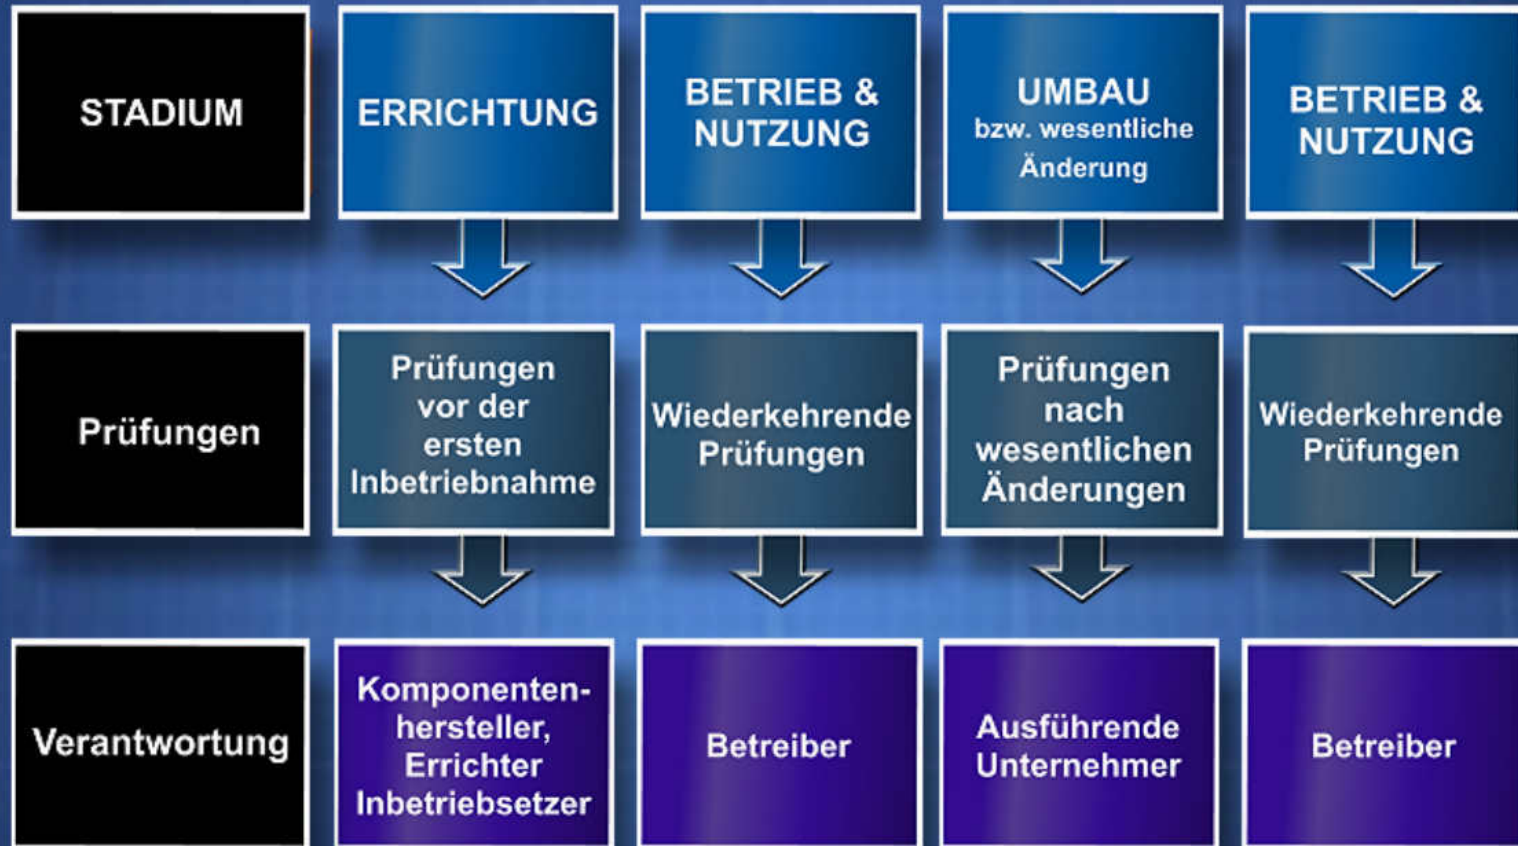 STADIUM
ERRICHTUNG
BETRIEB &
NUTZUNG
UMBAU
bzw. wesentliche
Änderung
BETRIEB &
NUTZUNG
Prüfungen
Prüfungen
vor der
ersten
Inbetriebnahme
Wiederkehrende
Prüfungen
Prüfungen
nach
wesentlichen
Änderungen
Wiederkehrende
Prüfungen
Verantwortung
Komponenten-
hersteller,
Errichter
Inbetriebsetzer
Betreiber
Ausführende
Unternehmer
Betreiber